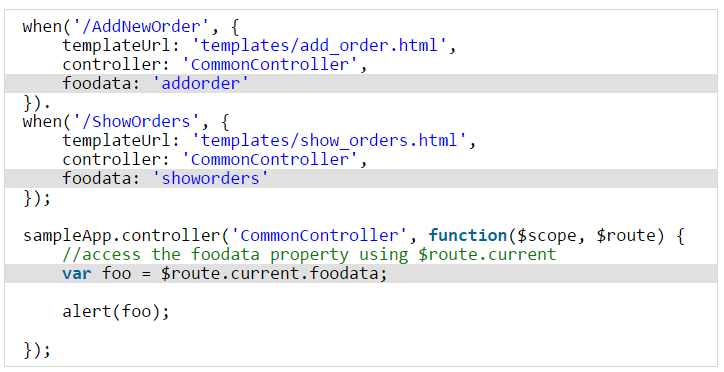 when('/AddNewOrder', {
    templateUrl: 'templates/add_order.html',
    controller: 'CommonController',
    foodata: 'addorder'
}).
when('/ShowOrders', {
    templateUrl: 'templates/show_orders.html',
    controller: 'CommonController',
    foodata: 'showorders'
});
sampleApp.controller('CommonController', function($scope, $route) {
    //access the foodata property using $route.current
    var foo = $route.current.foodata;
    alert(foo);
});